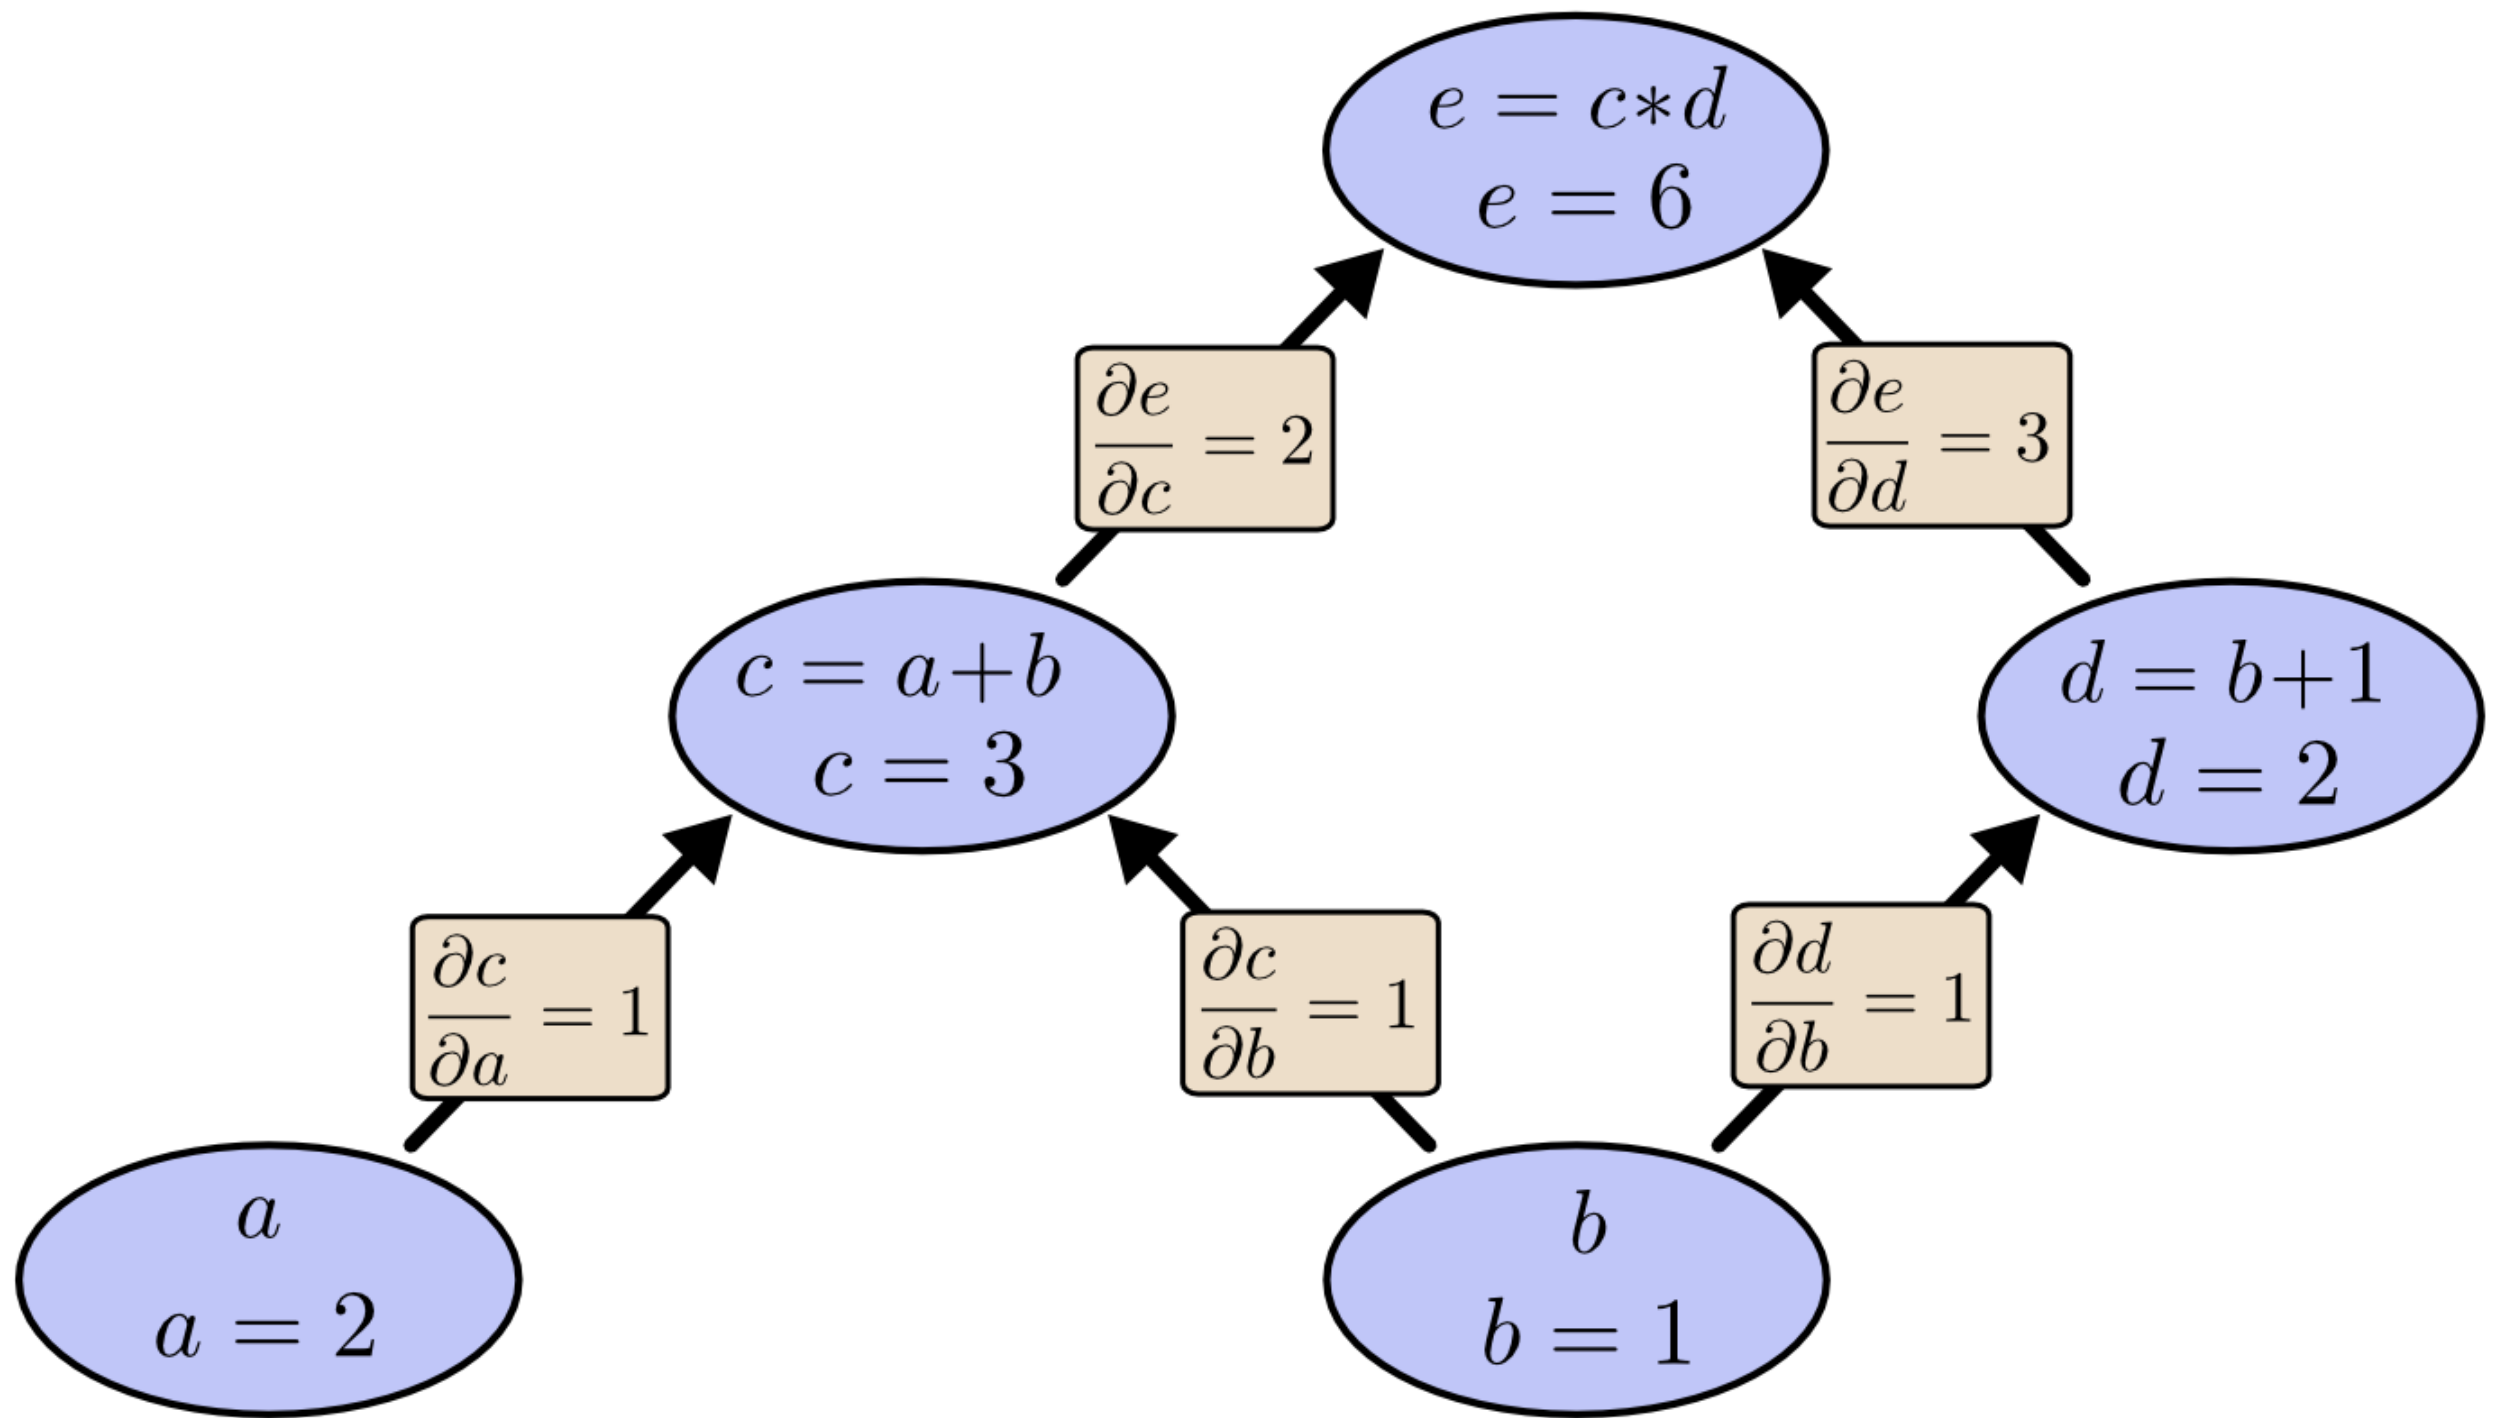 e = c*d
e = 6
∂e/∂c = 2
∂e/∂d = 3
c = a+b
c = 3
d = b+1
d = 2
∂c/∂a = 1
∂c/∂b = 1
∂d/∂b = 1
a
a = 2
b
b = 1